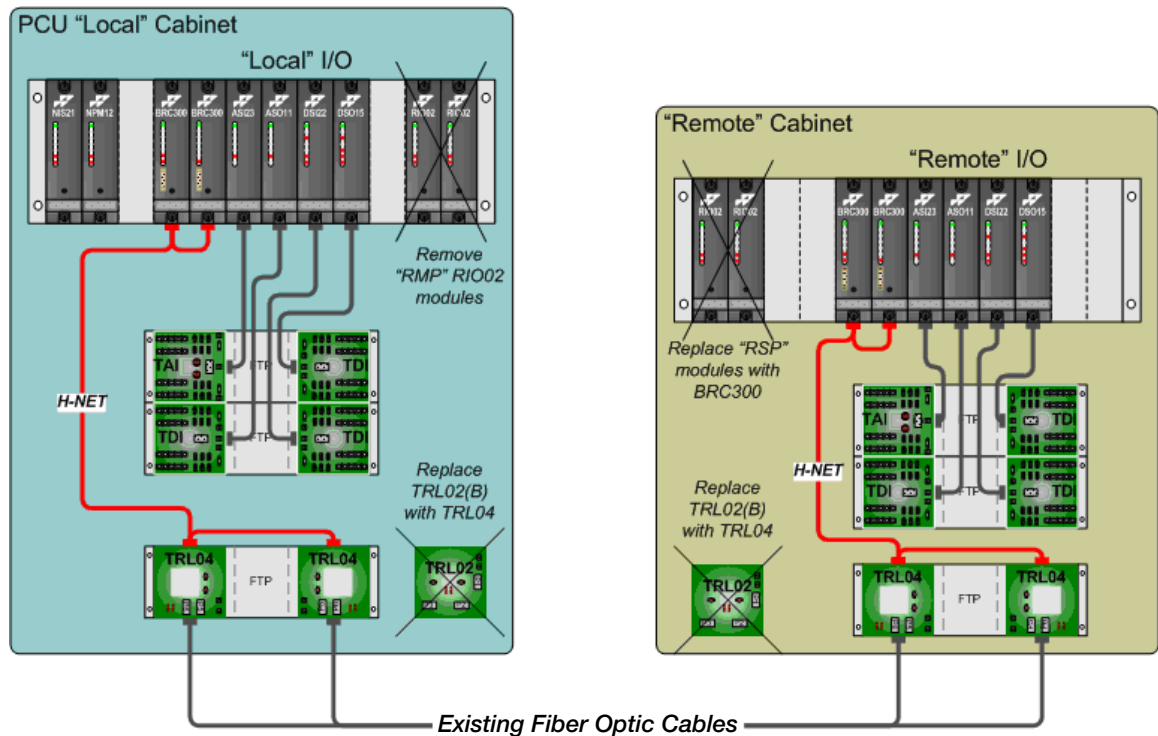 PCU “Local” Cabinet
“Local” I/O
NIS21
NPM12
BRC300
BRC300
ASI23
ASO11
DSI22
DSO15
RIO02
RIO02
Remove
“RMP” RIO02
modules
TAI
FTP
TDI
TDI
FTP
TDI
H-NET
Replace
TRL02(B)
with TRL04
TRL04
FTP
TRL04
TRL02
“Remote” Cabinet
“Remote” I/O
RIO02
RIO02
BRC300
BRC300
ASI23
ASO11
DSI22
DSO15
Replace “RSP”
modules with
BRC300
TAI
FTP
TDI
TDI
FTP
TDI
H-NET
Replace
TRL02(B)
with TRL04
TRL02
TRL04
FTP
TRL04
Existing Fiber Optic Cables